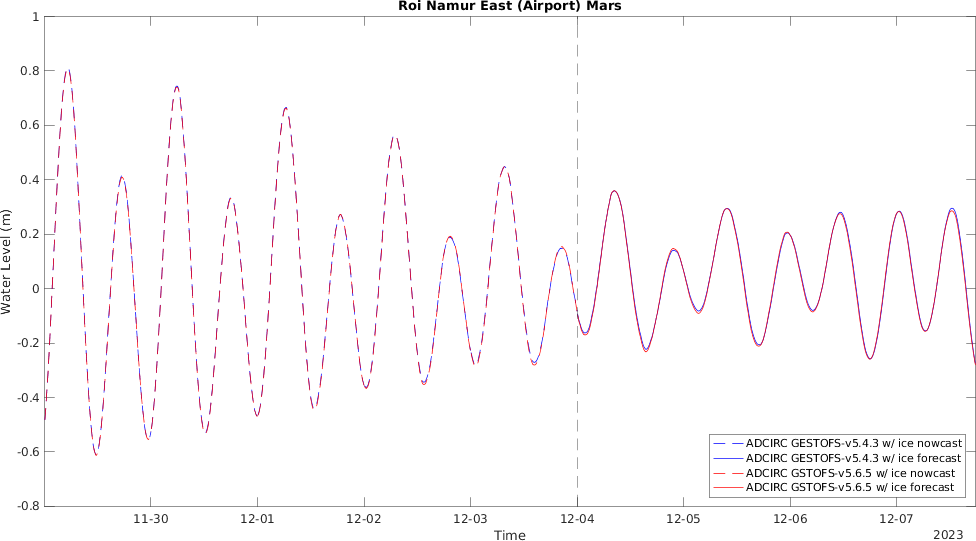 Roi Namur East (Airport) Mars
Water Level (m)
1
0.8
0.6
0.4
0.2
0
-0.2
-0.4
-0.6
-0.8
ADCIRC GESTOFS-v5.4.3 w/ ice nowcast
ADCIRC GESTOFS-v5.4.3 w/ ice forecast
ADCIRC GSTOFS-v5.6.5 w/ ice nowcast
ADCIRC GSTOFS-v5.6.5 w/ ice forecast
11-30 12-01 12-02 12-03 12-04 12-05 12-06 12-07
Time
2023